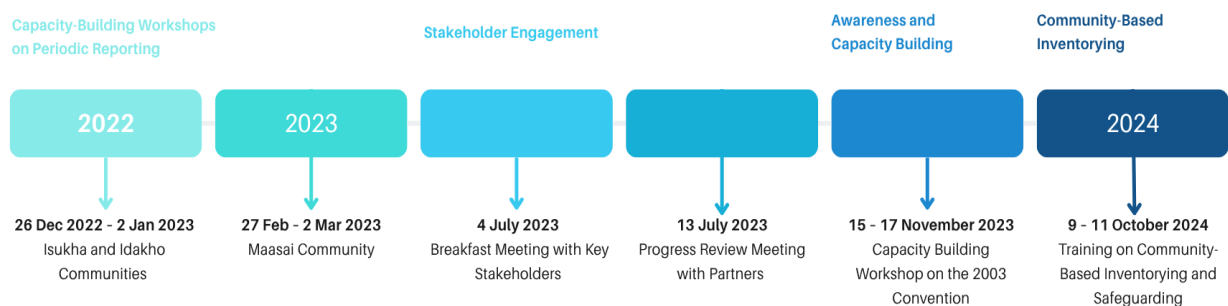 Capacity-Building Workshops
on Periodic Reporting
Stakeholder Engagement
Awareness and
Capacity Building
Community-Based
Inventorying
2022
2023
2024
26 Dec 2022 - 2 Jan 2023
Isukha and Idakho
Communities
27 Feb - 2 Mar 2023
Maasai Community
4 July 2023
Breakfast Meeting with Key
Stakeholders
13 July 2023
Progress Review Meeting
with Partners
15 - 17 November 2023
Capacity Building
Workshop on the 2003
Convention
9 - 11 October 2024
Training on Community-
Based Inventorying and
Safeguarding